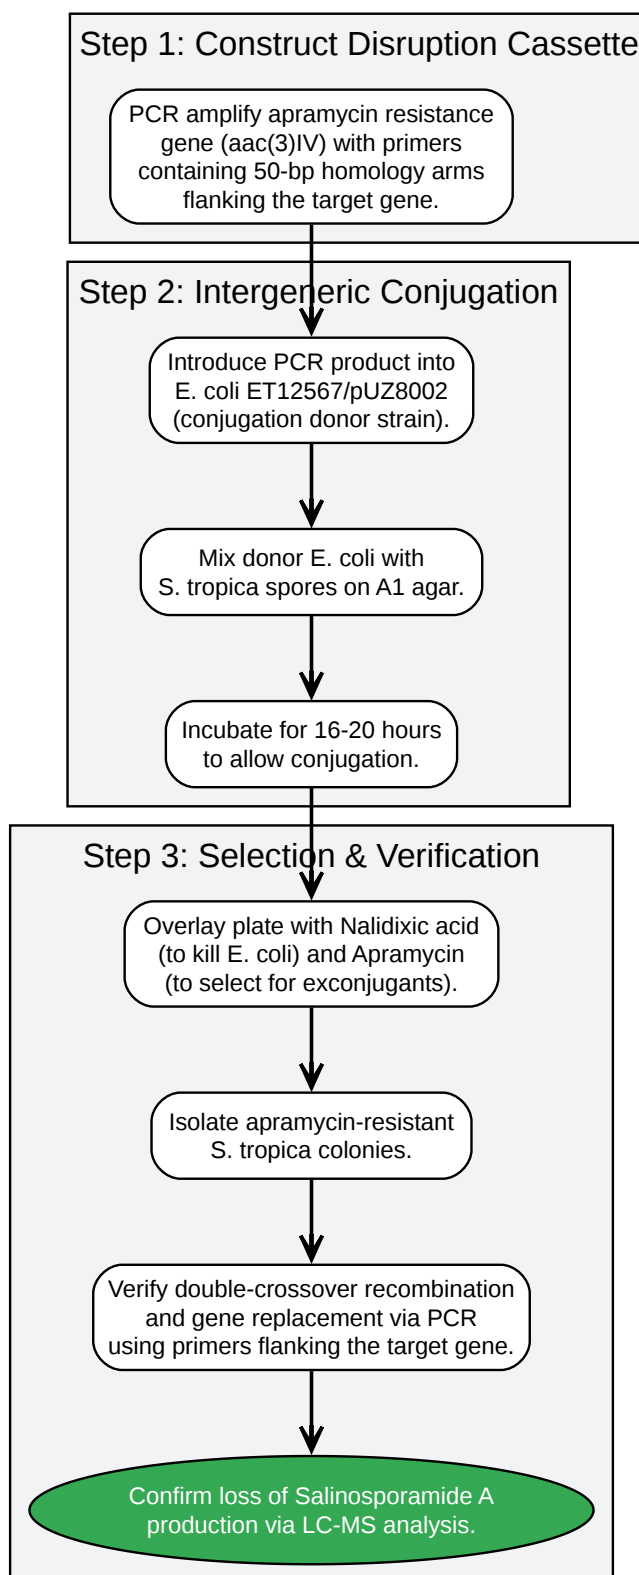 Step 1: Construct Disruption Cassette
PCR amplify apramycin resistance
gene (aac(3)IV) with primers
containing 50-bp homology arms
flanking the target gene.
Step 2: Intergeneric Conjugation
Introduce PCR product into
E. coli ET12567/pUZ8002
(conjugation donor strain).
Mix donor E. coli with
S. tropica spores on A1 agar.
Incubate for 16-20 hours
to allow conjugation.
Step 3: Selection & Verification
Overlay plate with Nalidixic acid
(to kill E. coli) and Apramycin
(to select for exconjugants).
Isolate apramycin-resistant
S. tropica colonies.
Verify double-crossover recombination
and gene replacement via PCR
using primers flanking the target gene.
Confirm loss of Salinosporamide A
production via LC-MS analysis.